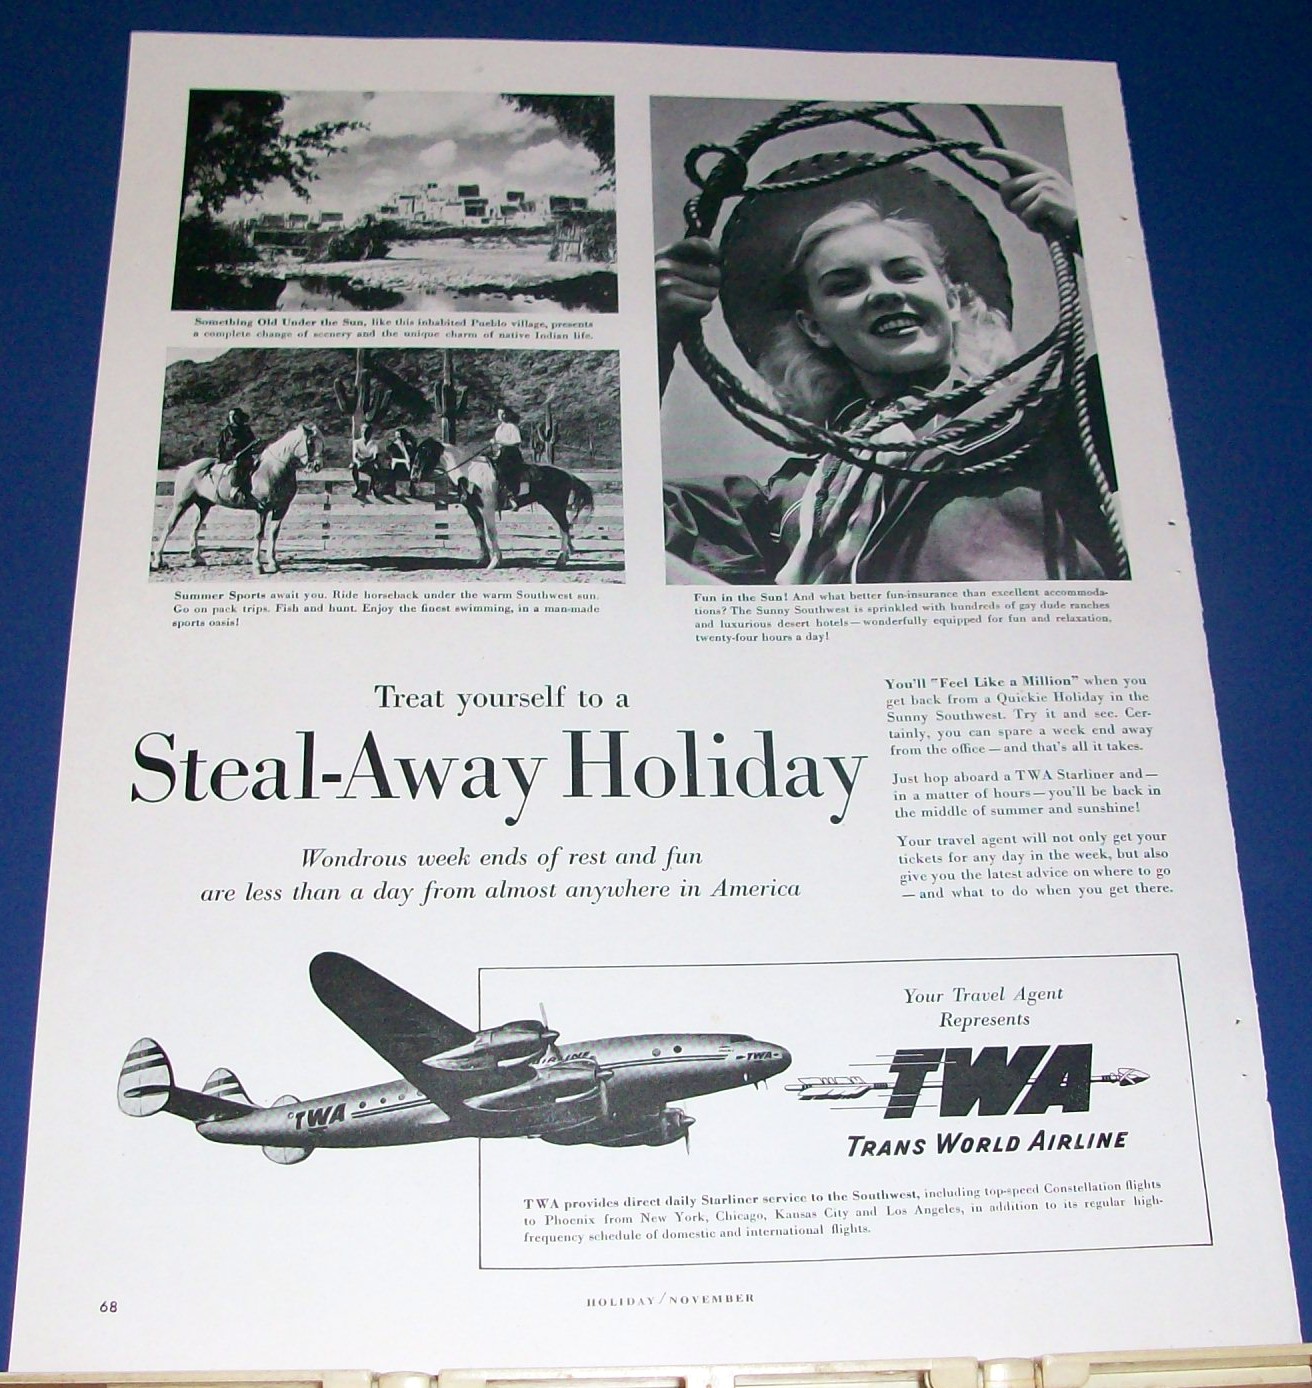 Something Old Under the Sun, like this inhabited Pueblo village, presents
a complete change of scenery and the unique charm of native Indian life.
Summer Sports await you. Ride horseback under the warm Southwest sun.
Go on pack trips. Fish and hunt. Enjoy the finest swimming, in a man-made
sports oasis!
Fun in the Sun! And what better fun-insurance than excellent accommoda-
tions? The Sunny Southwest is sprinkled with hundreds of gay dude ranches
and luxurious desert hotels—wonderfully equipped for fun and relaxation,
twenty-four hours a day!
Treat yourself to a
Steal-Away Holiday
Wondrous week ends of rest and fun
are less than a day from almost anywhere in America
You'll "Feel Like a Million" when you
get back from a Quickie Holiday in the
Sunny Southwest. Try it and see. Cer-
tainly, you can spare a week end away
from the office—and that's all it takes.
Just hop aboard a TWA Starliner and—
in a matter of hours—you'll be back in
the middle of summer and sunshine!
Your travel agent will not only get your
tickets for any day in the week, but also
give you the latest advice on where to go
—and what to do when you get there.
TWA
AIRLINE
TWA
Your Travel Agent
Represents
TWA
TRANS WORLD AIRLINE
TWA provides direct daily Starliner service to the Southwest, including top-speed Constellation flights
to Phoenix from New York, Chicago, Kansas City and Los Angeles, in addition to its regular high-
frequency schedule of domestic and international flights.
68
HOLIDAY/NOVEMBER